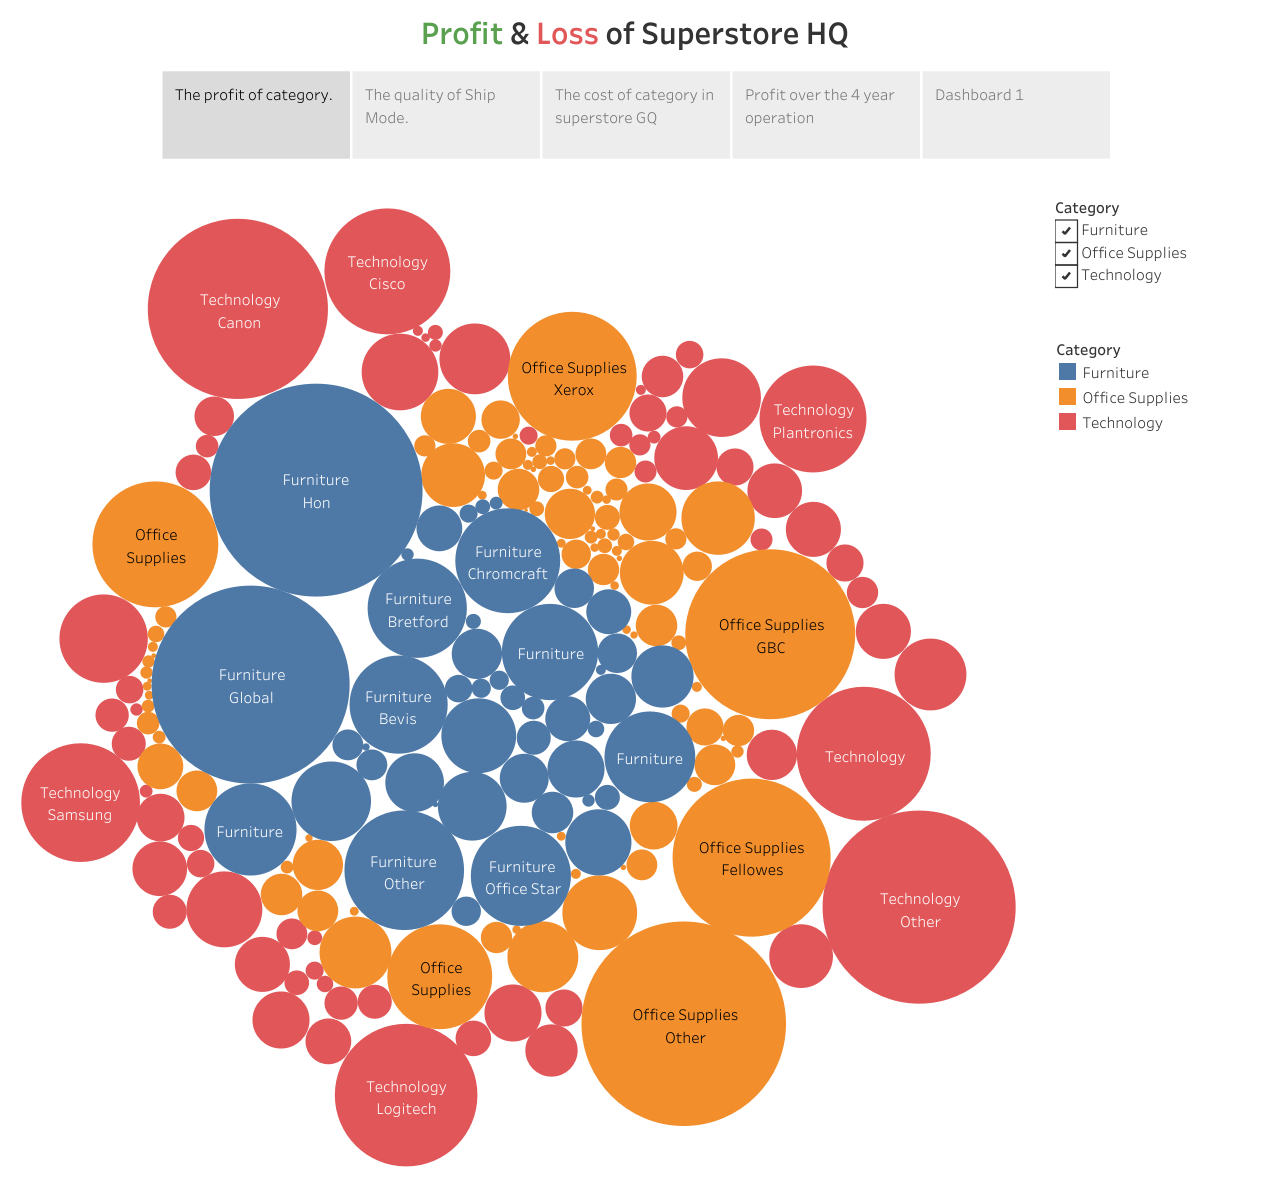 Profit & Loss of Superstore HQ
The profit of category.
The quality of Ship
Mode.
The cost of category in
superstore GQ
Profit over the 4 year
operation
Dashboard 1
Category
Furniture
Office Supplies
Technology
Category
Furniture
Office Supplies
Technology
Technology
Cisco
Technology
Canon
Office Supplies
Xerox
Technology
Plantronics
Furniture
Hon
Office
Supplies
Furniture
Chromcraft
Furniture
Bretford
Office Supplies
GBC
Furniture
Furniture
Global
Furniture
Bevis
Furniture
Technology
Technology
Samsung
Furniture
Office Supplies
Fellowes
Furniture
Other
Furniture
Office Star
Technology
Other
Office
Supplies
Office Supplies
Other
Technology
Logitech